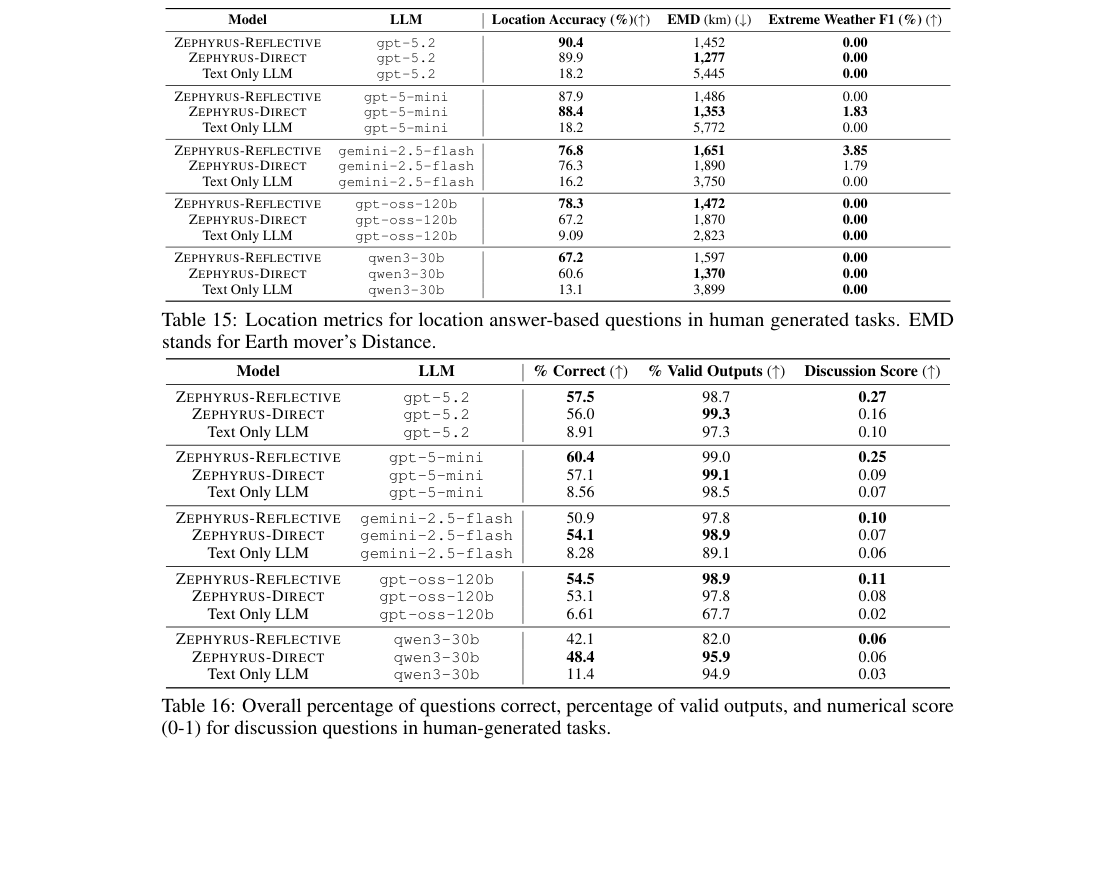 Model LLM Location Accuracy (%)(↑) EMD (km) (↓) Extreme Weather F1 (%) (↑)
ZEPHYRUS-REFLECTIVE gpt-5.2 90.4 1,452 0.00
ZEPHYRUS-DIRECT gpt-5.2 89.9 1,277 0.00
Text Only LLM gpt-5.2 18.2 5,445 0.00
ZEPHYRUS-REFLECTIVE gpt-5-mini 87.9 1,486 0.00
ZEPHYRUS-DIRECT gpt-5-mini 88.4 1,353 1.83
Text Only LLM gpt-5-mini 18.2 5,772 0.00
ZEPHYRUS-REFLECTIVE gemini-2.5-flash 76.8 1,651 3.85
ZEPHYRUS-DIRECT gemini-2.5-flash 76.3 1,890 1.79
Text Only LLM gemini-2.5-flash 16.2 3,750 0.00
ZEPHYRUS-REFLECTIVE gpt-oss-120b 78.3 1,472 0.00
ZEPHYRUS-DIRECT gpt-oss-120b 67.2 1,870 0.00
Text Only LLM gpt-oss-120b 9.09 2,823 0.00
ZEPHYRUS-REFLECTIVE qwen3-30b 67.2 1,597 0.00
ZEPHYRUS-DIRECT qwen3-30b 60.6 1,370 0.00
Text Only LLM qwen3-30b 13.1 3,899 0.00
Table 15: Location metrics for location answer-based questions in human generated tasks. EMD
stands for Earth mover's Distance.
Model LLM % Correct (↑) % Valid Outputs (↑) Discussion Score (↑)
ZEPHYRUS-REFLECTIVE gpt-5.2 57.5 98.7 0.27
ZEPHYRUS-DIRECT gpt-5.2 56.0 99.3 0.16
Text Only LLM gpt-5.2 8.91 97.3 0.10
ZEPHYRUS-REFLECTIVE gpt-5-mini 60.4 99.0 0.25
ZEPHYRUS-DIRECT gpt-5-mini 57.1 99.1 0.09
Text Only LLM gpt-5-mini 8.56 98.5 0.07
ZEPHYRUS-REFLECTIVE gemini-2.5-flash 50.9 97.8 0.10
ZEPHYRUS-DIRECT gemini-2.5-flash 54.1 98.9 0.07
Text Only LLM gemini-2.5-flash 8.28 89.1 0.06
ZEPHYRUS-REFLECTIVE gpt-oss-120b 54.5 98.9 0.11
ZEPHYRUS-DIRECT gpt-oss-120b 53.1 97.8 0.08
Text Only LLM gpt-oss-120b 6.61 67.7 0.02
ZEPHYRUS-REFLECTIVE qwen3-30b 42.1 82.0 0.06
ZEPHYRUS-DIRECT qwen3-30b 48.4 95.9 0.06
Text Only LLM qwen3-30b 11.4 94.9 0.03
Table 16: Overall percentage of questions correct, percentage of valid outputs, and numerical score
(0-1) for discussion questions in human-generated tasks.